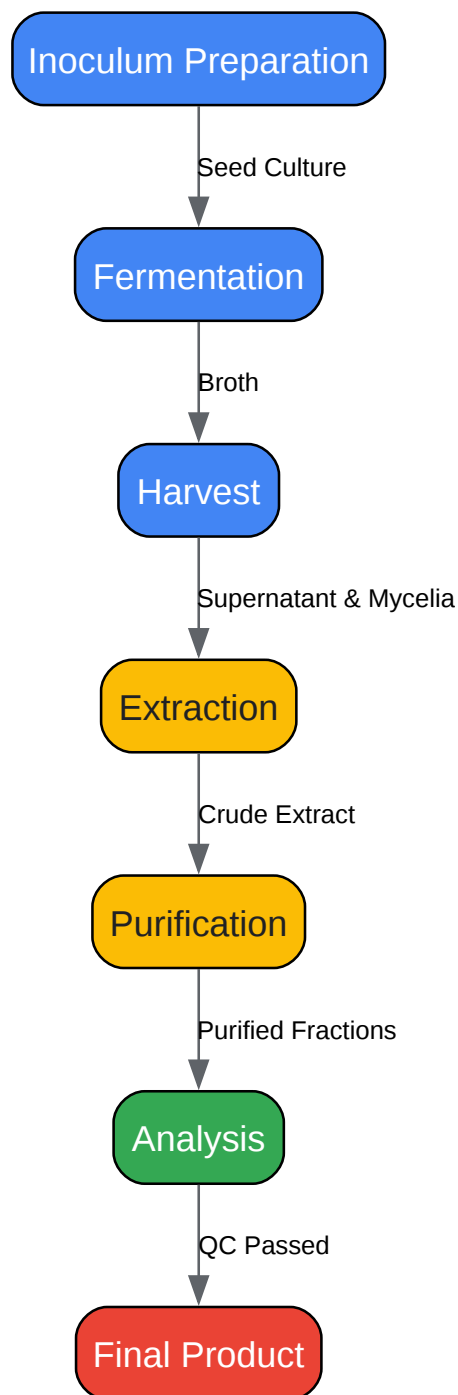 Inoculum Preparation
Seed Culture
Fermentation
Broth
Harvest
Supernatant & Mycelia
Extraction
Crude Extract
Purification
Purified Fractions
Analysis
QC Passed
Final Product